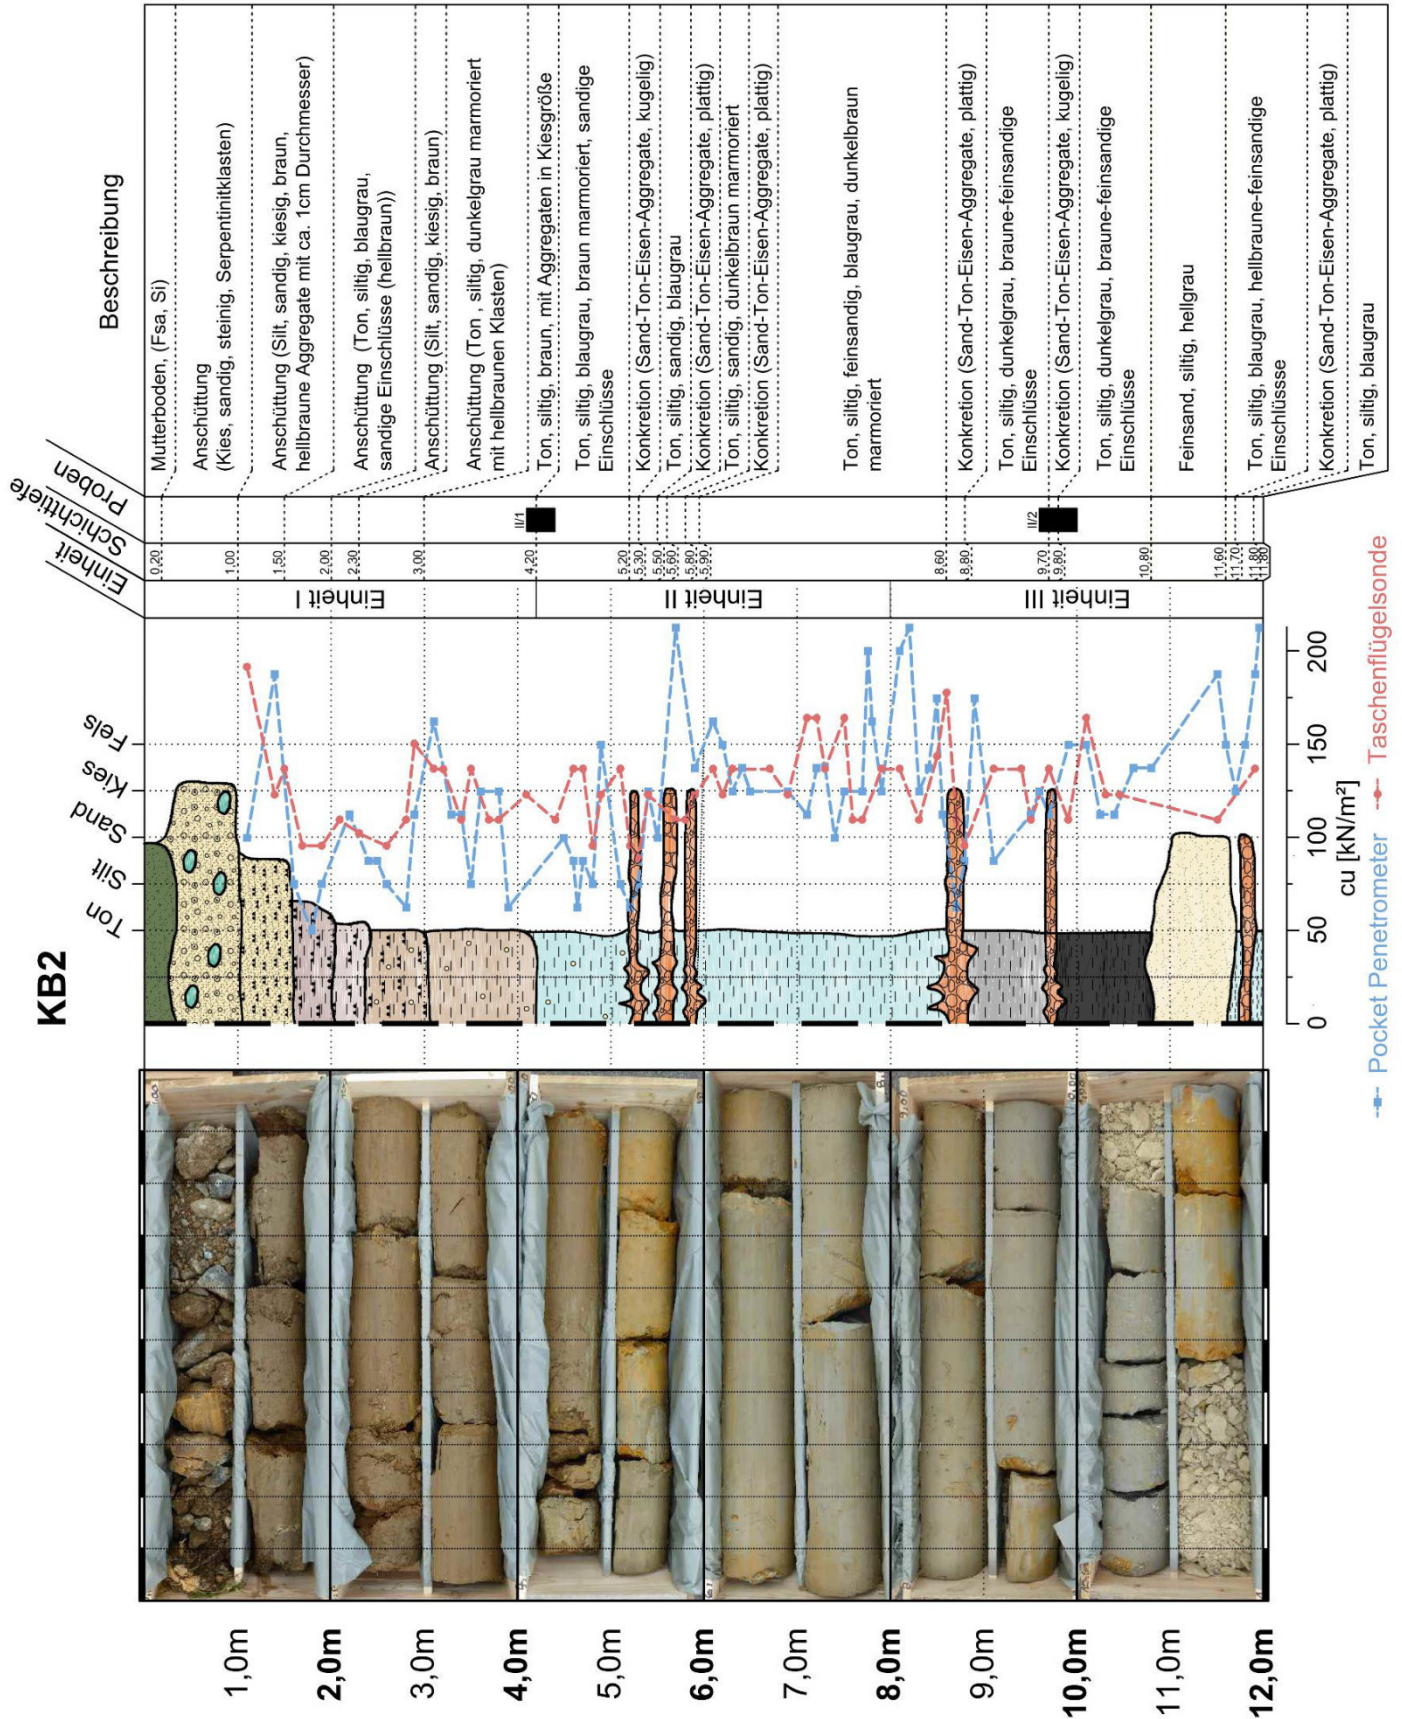 KB2
Ton
Silt
Sand
Kies
Fels
Einheit
Schichttiefe
Proben
Beschreibung
1,0m
2,0m
3,0m
4,0m
5,0m
6,0m
7,0m
8,0m
9,0m
10,0m
11,0m
12,0m
Einheit I
Einheit II
Einheit III
0,20
1,00
1,50
2,00
2,30
3,00
4,20
5,20
5,30
5,50
5,60
5,80
5,90
8,60
8,80
9,70
9,80
10,80
11,60
11,70
11,80
11,80
II/1
II/2
Mutterboden, (Fsa, Si)
Anschüttung
(Kies, sandig, steinig, Serpentinitklasten)
Anschüttung (Silt, sandig, kiesig, braun,
hellbraune Aggregate mit ca. 1cm Durchmesser)
Anschüttung (Ton, siltig, blaugrau,
sandige Einschlüsse (hellbraun))
Anschüttung (Silt, sandig, kiesig, braun)
Anschüttung (Ton , siltig, dunkelgrau marmoriert
mit hellbraunen Klasten)
Ton, siltig, braun, mit Aggregaten in Kiesgröße
Ton, siltig, blaugrau, braun marmoriert, sandige
Einschlüsse
Konkretion (Sand-Ton-Eisen-Aggregate, kugelig)
Ton, siltig, sandig, blaugrau
Konkretion (Sand-Ton-Eisen-Aggregate, plattig)
Ton, siltig, sandig, dunkelbraun marmoriert
Konkretion (Sand-Ton-Eisen-Aggregate, plattig)
Ton, siltig, feinsandig, blaugrau, dunkelbraun
marmoriert
Konkretion (Sand-Ton-Eisen-Aggregate, plattig)
Ton, siltig, dunkelgrau, braune-feinsandige
Einschlüsse
Konkretion (Sand-Ton-Eisen-Aggregate, kugelig)
Ton, siltig, dunkelgrau, braune-feinsandige
Einschlüsse
Feinsand, siltig, hellgrau
Ton, siltig, blaugrau, hellbraune-feinsandige
Einschlüsse
Konkretion (Sand-Ton-Eisen-Aggregate, plattig)
Ton, siltig, blaugrau
0
50
100
150
200
cu [kN/m²]
Pocket Penetrometer
Taschenflügelsonde